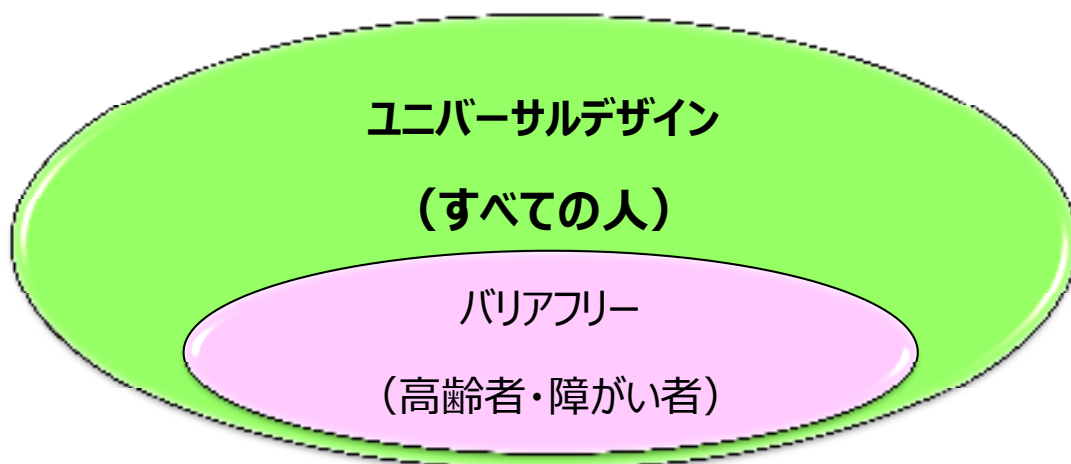 ユニバーサルデザイン
（すべての人）
バリアフリー
（高齢者・障がい者）